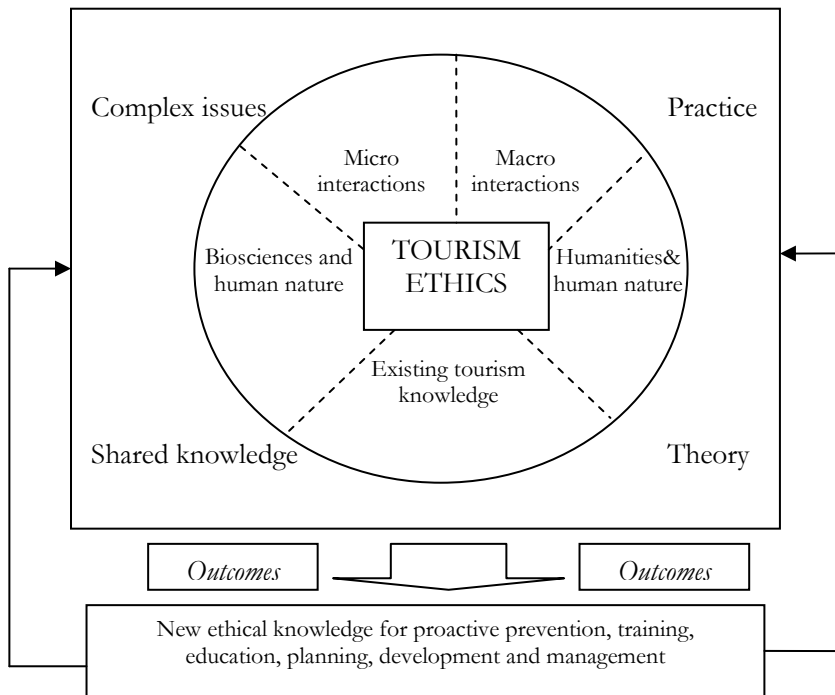 Complex issues
Practice
Micro
interactions
Macro
interactions
Biosciences and
human nature
TOURISM
ETHICS
Humanities&
human nature
Existing tourism
knowledge
Shared knowledge
Theory
Outcomes
Outcomes
New ethical knowledge for proactive prevention, training,
education, planning, development and management